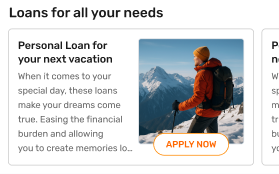 Loans for all your needs
Personal Loan for
your next vacation
When it comes to your
special day, these loans
make your dreams come
true. Easing the financial
burden and allowing
you to create memories lo...
APPLY NOW